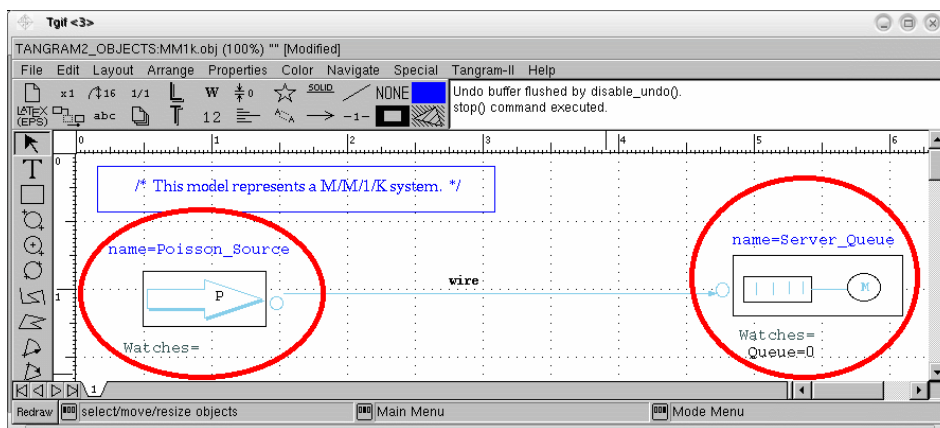 Tgif <3>
TANGRAM2_OBJECTS:MM1k.obj (100%) "" [Modified]
File Edit Layout Arrange Properties Color Navigate Special Tangram-II Help
x1 16 1/1 L W 0 SOLID NONE
Undo buffer flushed by disable_undo().
LATEX (EPS) abc T 12 -1-
stop() command executed.
0 1 2 3 4 5 6
T
0
/* This model represents a M/M/1/K system. */
name=Poisson_Source
name=Server_Queue
wire
P
M
1
Watches=
Watches=
Queue=0
1
Redraw select/move/resize objects Main Menu Mode Menu